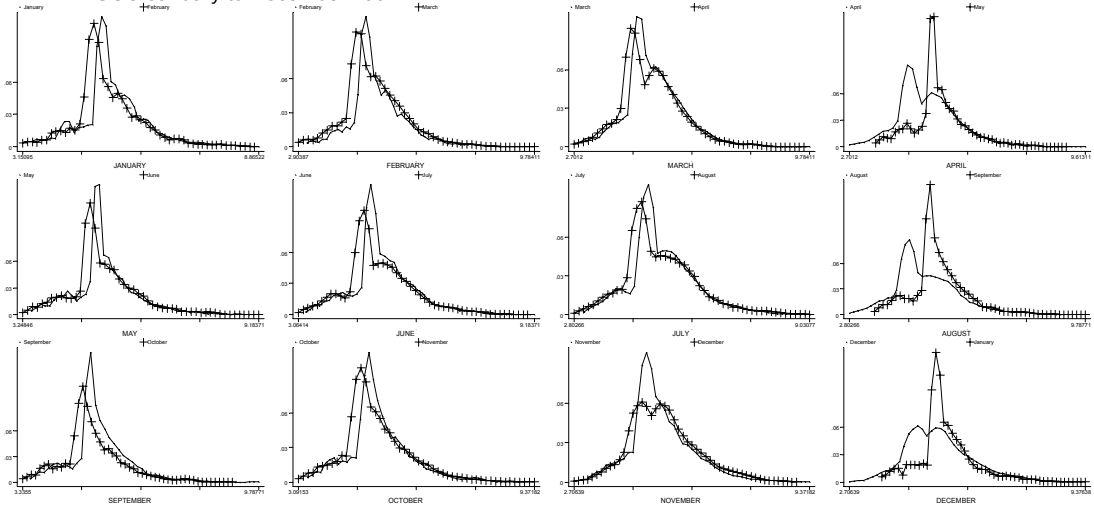 January February
.06
.03
0
3.15095 8.86522
JANUARY
February March
.06
.03
0
2.90387 9.78411
FEBRUARY
March April
.06
.03
0
2.7012 9.78411
MARCH
April May
.06
.03
0
2.7012 9.61311
APRIL
May June
.06
.03
0
3.24846 9.18371
MAY
June July
.06
.03
0
3.06414 9.18371
JUNE
July August
.06
.03
0
2.80266 9.03077
JULY
August September
.06
.03
0
2.80266 9.78771
AUGUST
September October
.06
.03
0
3.3355 9.78771
SEPTEMBER
October November
.06
.03
0
3.09153 9.37182
OCTOBER
November December
.06
.03
0
2.70639 9.37182
NOVEMBER
December January
.06
.03
0
2.70639 9.37638
DECEMBER